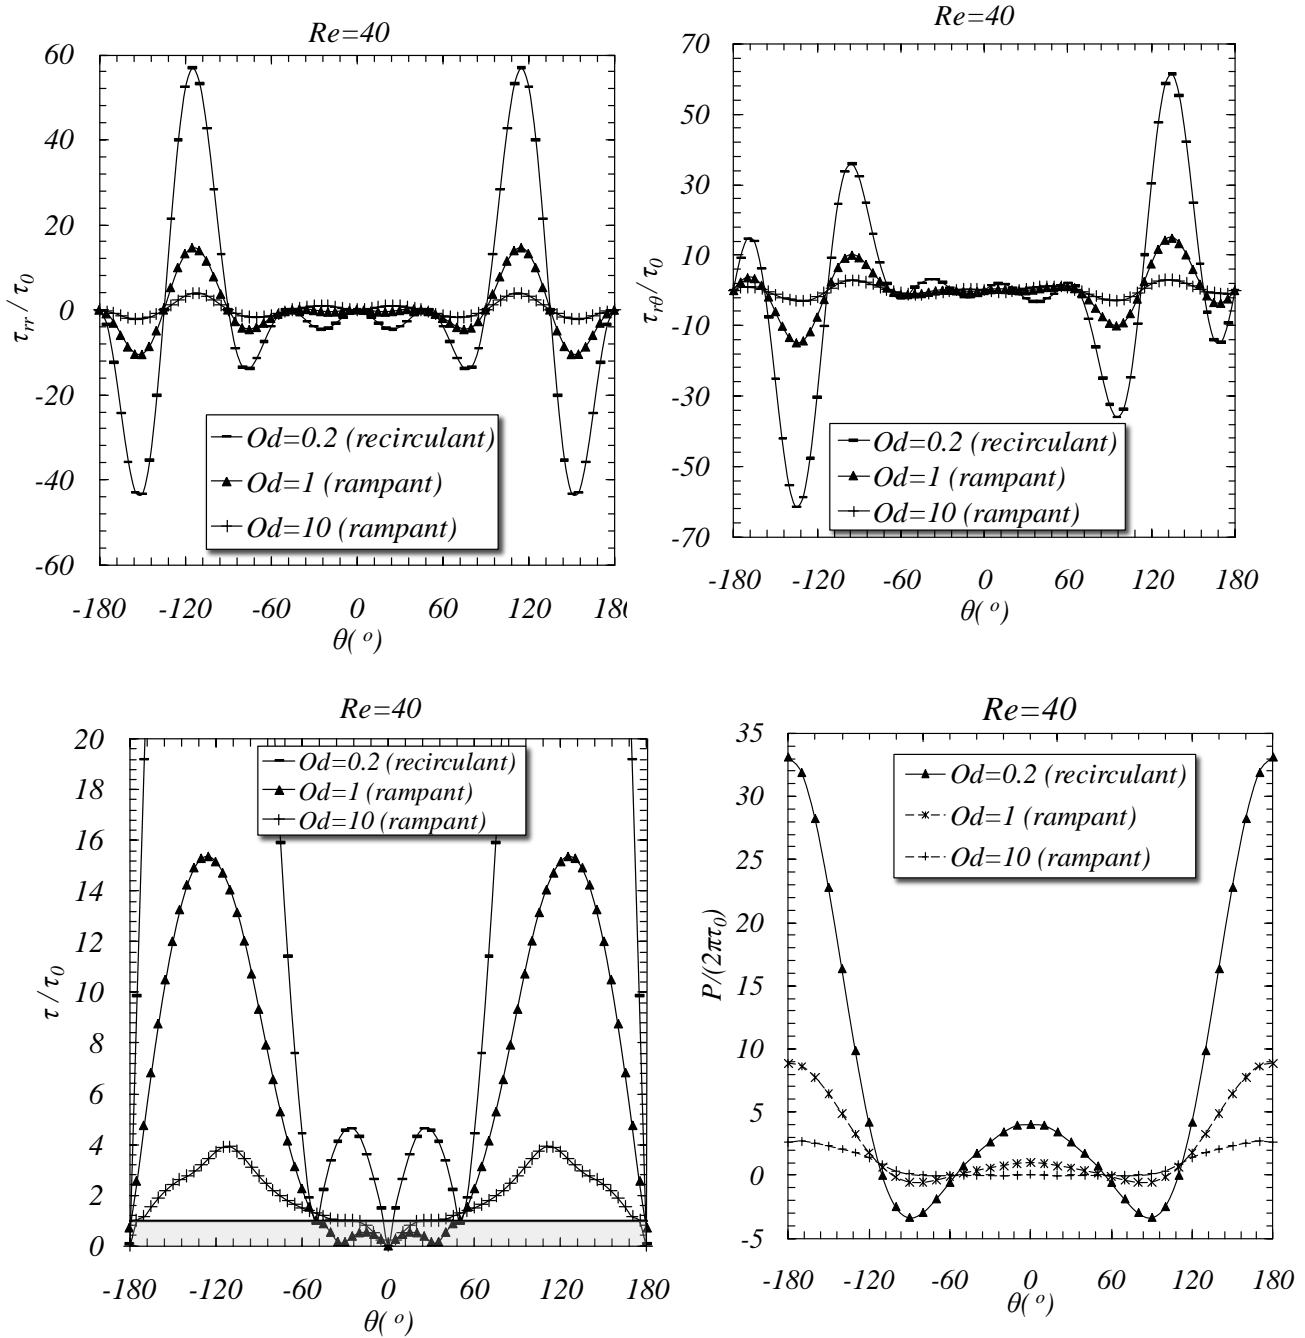 Re=40
60
40
20
0
-20
-40
-60
τrr / τ0
Od=0.2 (recirculant)
Od=1 (rampant)
Od=10 (rampant)
-180 -120 -60 0 60 120 180
θ( º)
Re=40
70
50
30
10
-10
-30
-50
-70
τrθ / τ0
Od=0.2 (recirculant)
Od=1 (rampant)
Od=10 (rampant)
-180 -120 -60 0 60 120 180
θ( º)
Re=40
20
18
16
14
12
10
8
6
4
2
0
τ / τ0
Od=0.2 (recirculant)
Od=1 (rampant)
Od=10 (rampant)
-180 -120 -60 0 60 120 180
θ( º)
Re=40
35
30
25
20
15
10
5
0
-5
P/(2πτ0)
Od=0.2 (recirculant)
Od=1 (rampant)
Od=10 (rampant)
-180 -120 -60 0 60 120 180
θ( º)